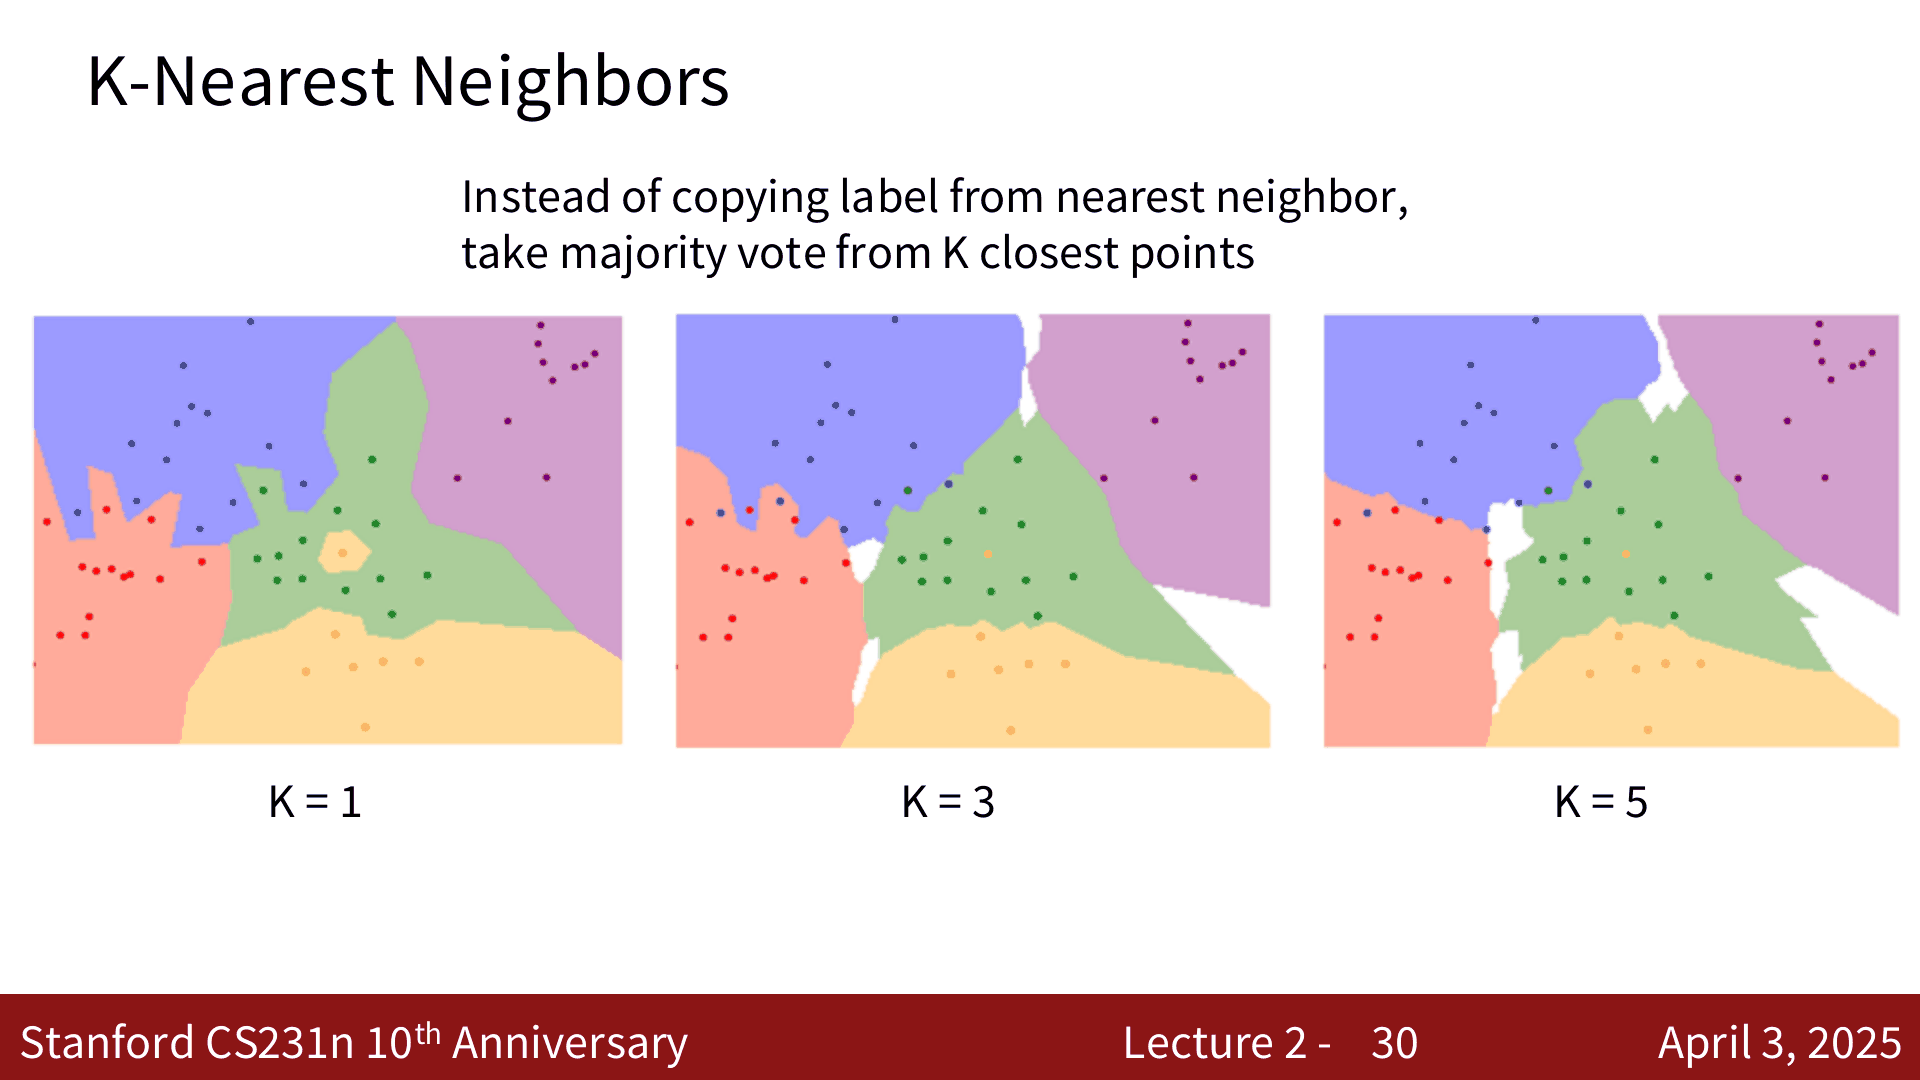 K-Nearest Neighbors
Instead of copying label from nearest neighbor,
take majority vote from K closest points
K = 1
K = 3
K = 5
Stanford CS231n 10th Anniversary
Lecture 2 - 30
April 3, 2025